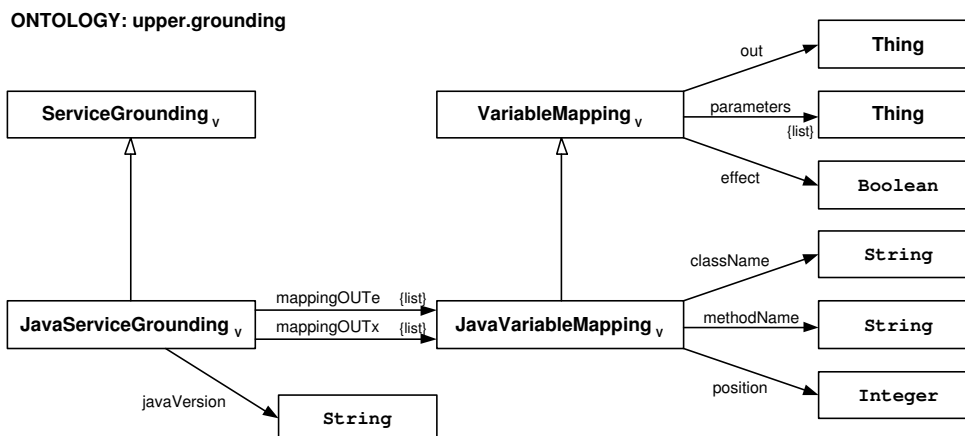 ONTOLOGY: upper.grounding
out
Thing
ServiceGrounding v
VariableMapping v
parameters
{list}
Thing
effect
Boolean
className
String
JavaServiceGrounding v
mappingOUTe {list}
mappingOUTx {list}
JavaVariableMapping v
methodName
String
position
Integer
javaVersion
String